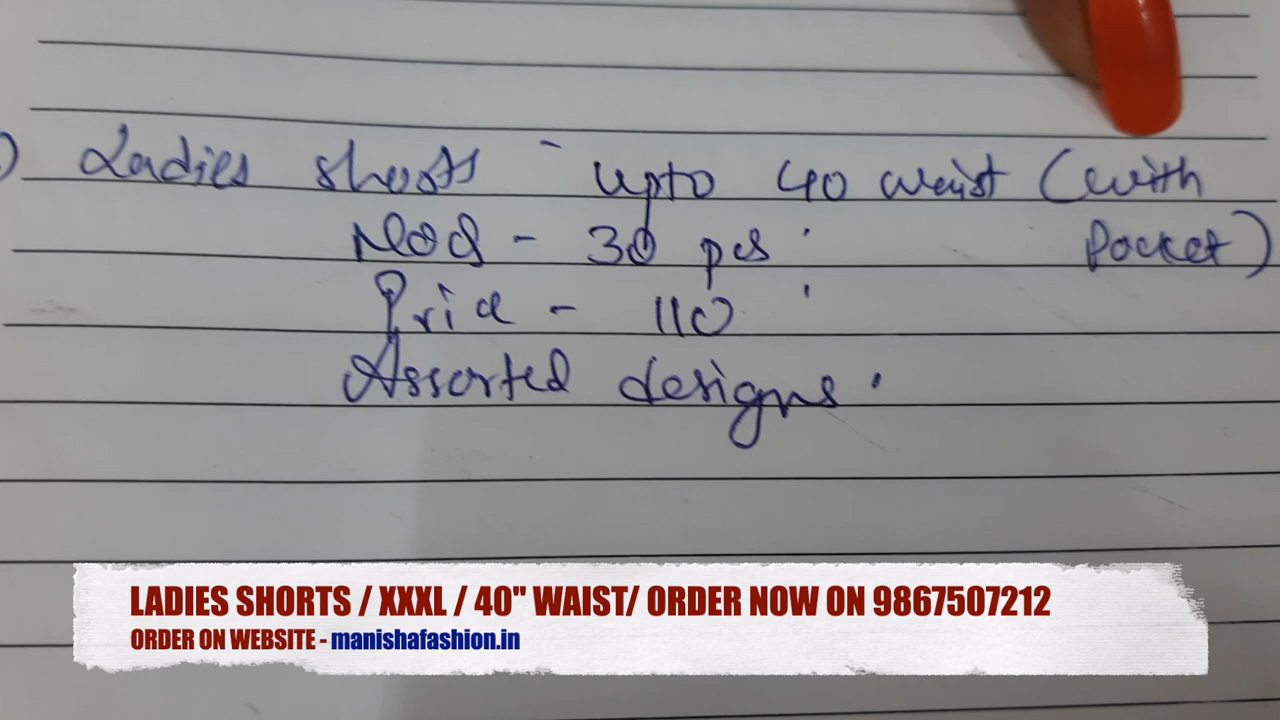 ) Ladies shorts - upto 40 waist (with
Pocket)
MOQ - 30 pcs
Price - 110
Assorted designs
LADIES SHORTS / XXXL / 40" WAIST/ ORDER NOW ON 9867507212
ORDER ON WEBSITE - manishafashion.in